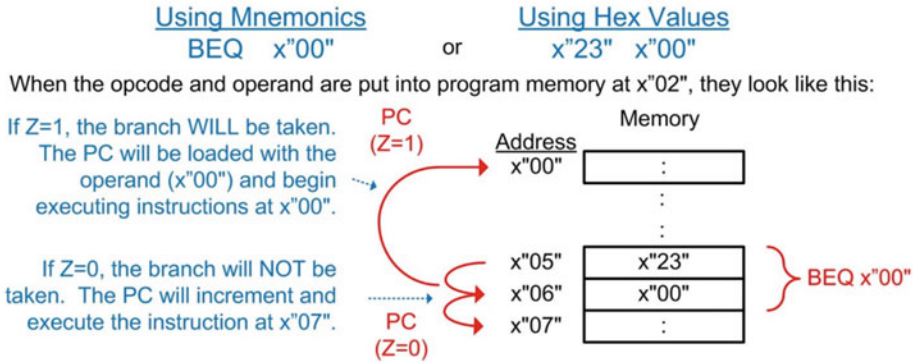 Using Mnemonics
BEQ x"00"
or
Using Hex Values
x"23" x"00"
When the opcode and operand are put into program memory at x"02", they look like this:
If Z=1, the branch WILL be taken.
The PC will be loaded with the
operand (x"00") and begin
executing instructions at x"00".
If Z=0, the branch will NOT be
taken. The PC will increment and
execute the instruction at x"07".
PC
(Z=1)
PC
(Z=0)
Address
Memory
x"00" :
:
:
x"05" x"23"
x"06" x"00"
x"07" :
BEQ x"00"